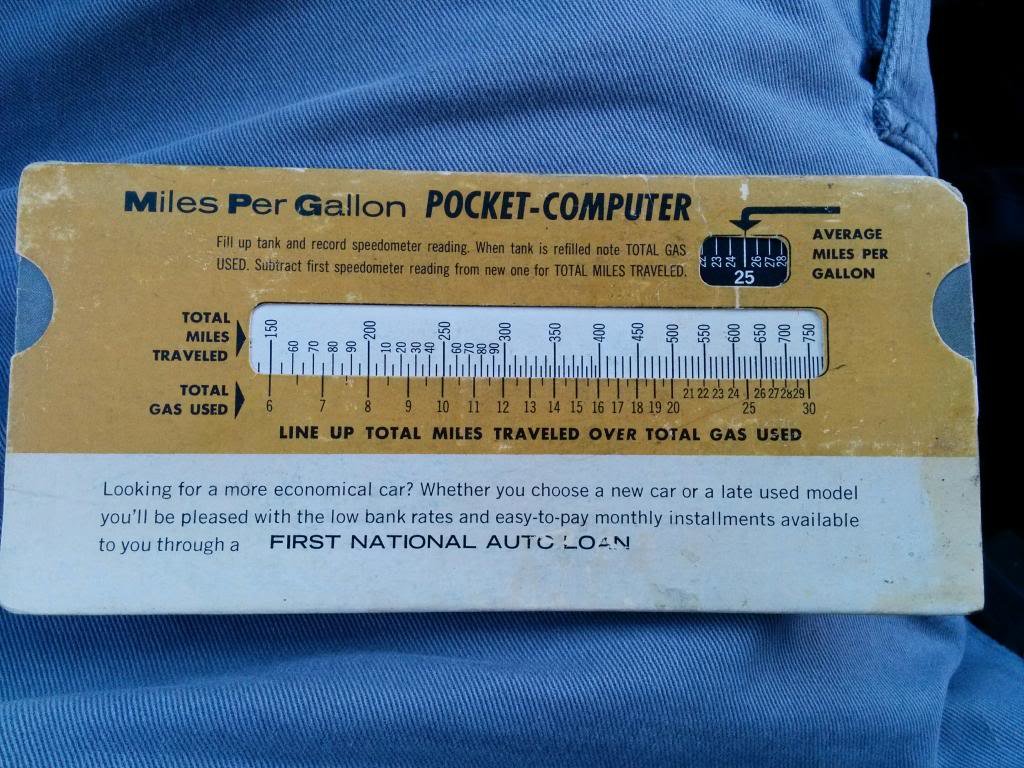 Miles Per Gallon POCKET-COMPUTER
Fill up tank and record speedometer reading. When tank is refilled note TOTAL GAS
USED. Subtract first speedometer reading from new one for TOTAL MILES TRAVELED.
22 23 24 25 26 27 28
AVERAGE
MILES PER
GALLON
TOTAL
MILES
TRAVELED
150 60 70 80 90 200 10 20 30 40 250 60 70 80 90 300 350 400 450 500 550 600 650 700 750
TOTAL
GAS USED
6 7 8 9 10 11 12 13 14 15 16 17 18 19 20 21 22 23 24 25 26 27 28 29 30
LINE UP TOTAL MILES TRAVELED OVER TOTAL GAS USED
Looking for a more economical car? Whether you choose a new car or a late used model
you'll be pleased with the low bank rates and easy-to-pay monthly installments available
to you through a FIRST NATIONAL AUTO LOAN